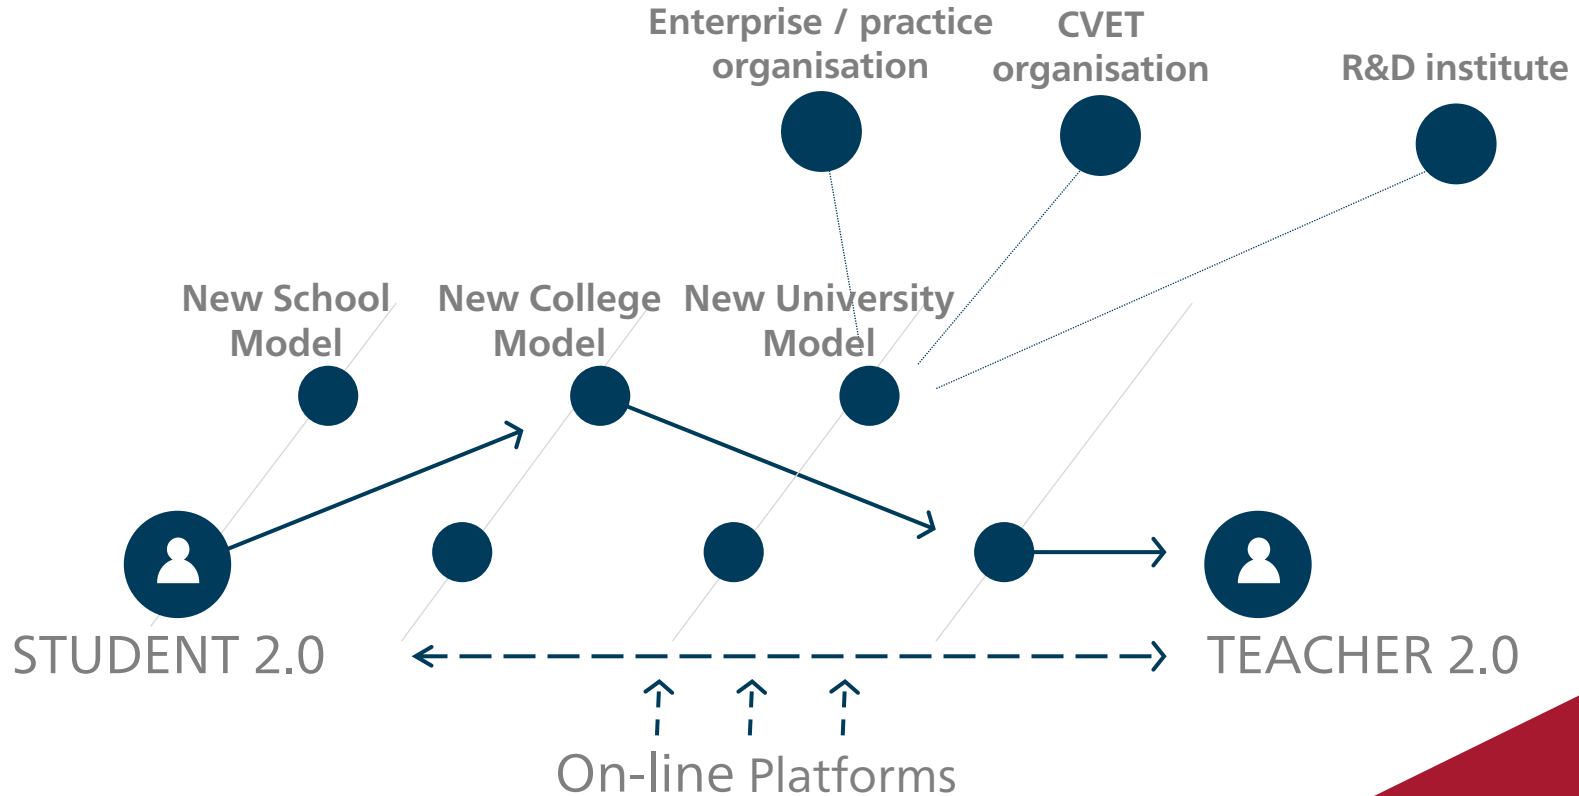 Enterprise / practice
organisation
CVET
organisation
R&D institute
New School
Model
New College
Model
New University
Model
STUDENT 2.0
TEACHER 2.0
On-line Platforms